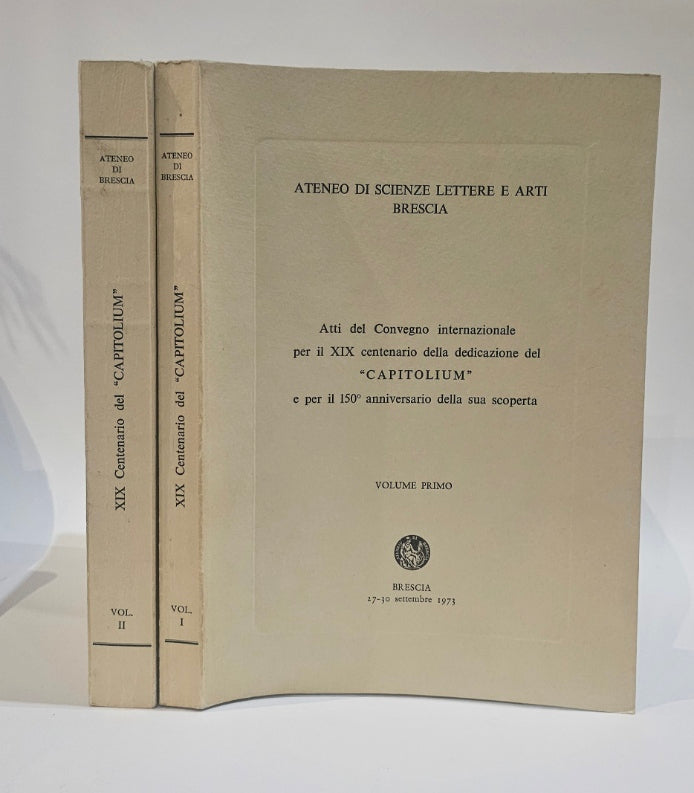 ATENEO
DI
BRESCIA
XIX Centenario del "CAPITOLIUM"
VOL.
II
ATENEO
DI
BRESCIA
XIX Centenario del "CAPITOLIUM"
VOL.
I
ATENEO DI SCIENZE LETTERE E ARTI
BRESCIA
Atti del Convegno internazionale
per il XIX centenario della dedicazione del
"CAPITOLIUM"
e per il 150° anniversario della sua scoperta
VOLUME PRIMO
BRESCIA
27-30 settembre 1973